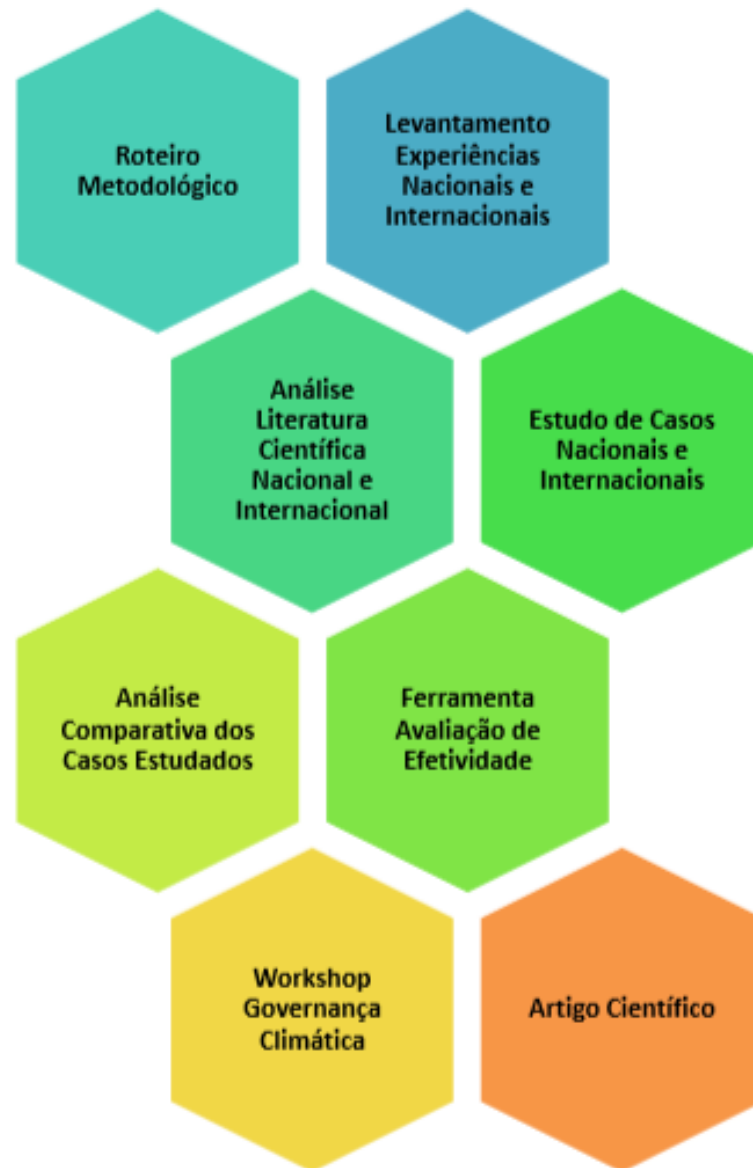 Roteiro
Metodológico
Levantamento
Experiências
Nacionais e
Internacionais
Análise
Literatura
Científica
Nacional e
Internacional
Estudo de Casos
Nacionais e
Internacionais
Análise
Comparativa dos
Casos Estudados
Ferramenta
Avaliação de
Efetividade
Workshop
Governança
Climática
Artigo Científico